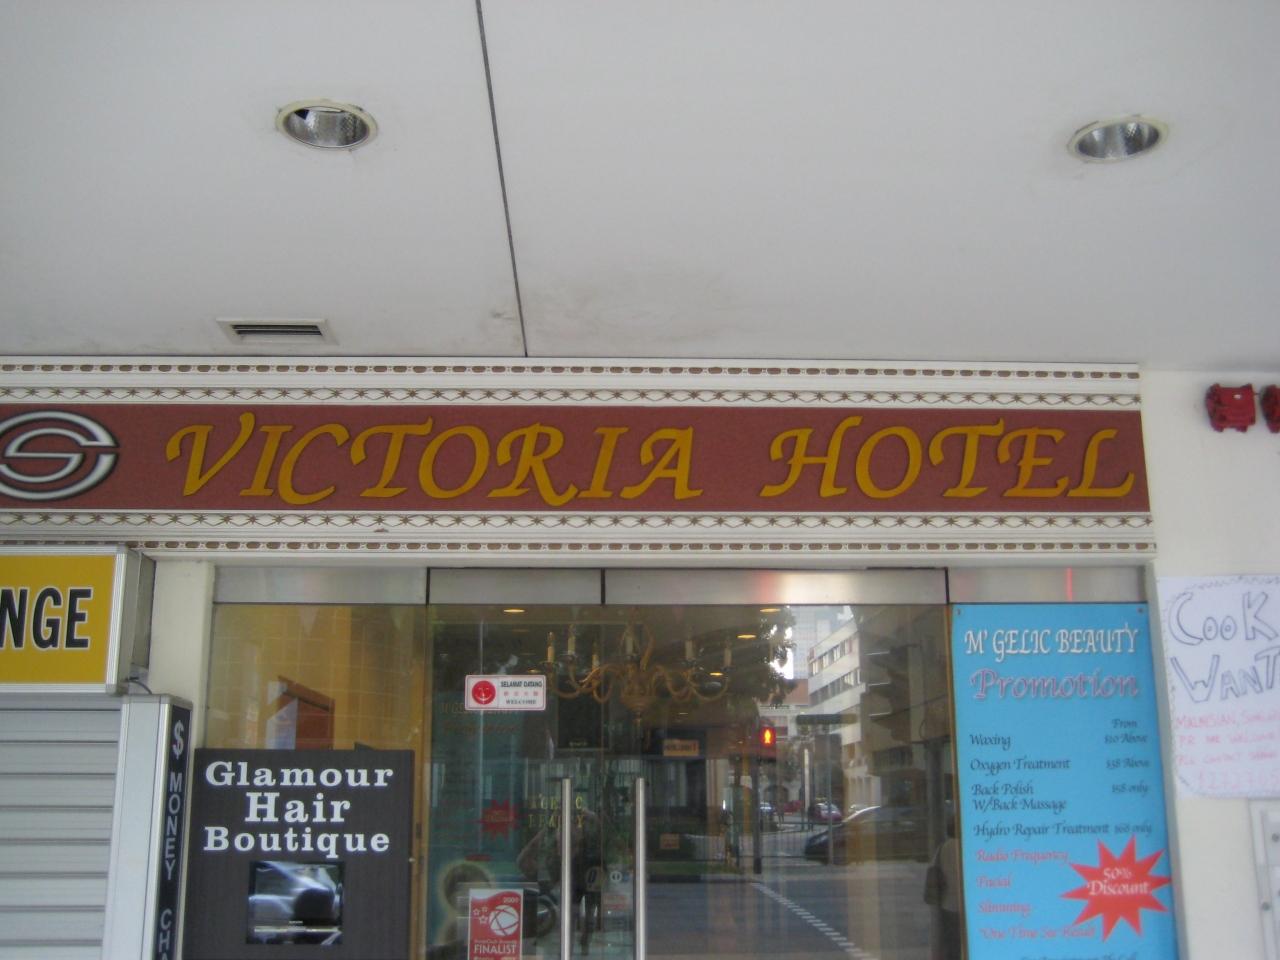 VICTORIA HOTEL
NGE
$ MONEY CHA
Glamour
Hair
Boutique
SELAMAT DATANG
WELCOME
FINALIST
M' GELIC BEAUTY
Promotion
From
Waxing $10 Above
Oxygen Treatment $38 Above
Back Polish $58 only
W/Back Massage
Hydro Repair Treatment $68 only
Radio Frequency
Facial
Slimming
50%
Discount
COOK
WANT